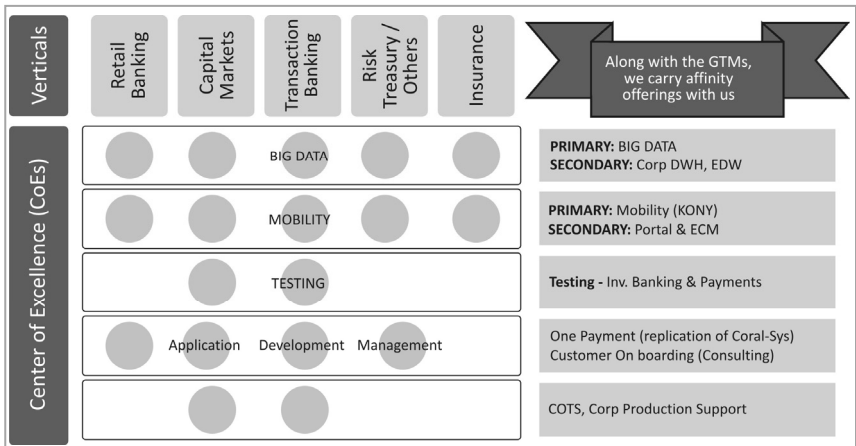 Verticals
Retail
Banking
Capital
Markets
Transaction
Banking
Risk
Treasury /
Others
Insurance
Along with the GTMs,
we carry affinity
offerings with us
Center of Excellence (CoEs)
BIG DATA
PRIMARY: BIG DATA
SECONDARY: Corp DWH, EDW
MOBILITY
PRIMARY: Mobility (KONY)
SECONDARY: Portal & ECM
TESTING
Testing - Inv. Banking & Payments
Application Development Management
One Payment (replication of Coral-Sys)
Customer On boarding (Consulting)
COTS, Corp Production Support